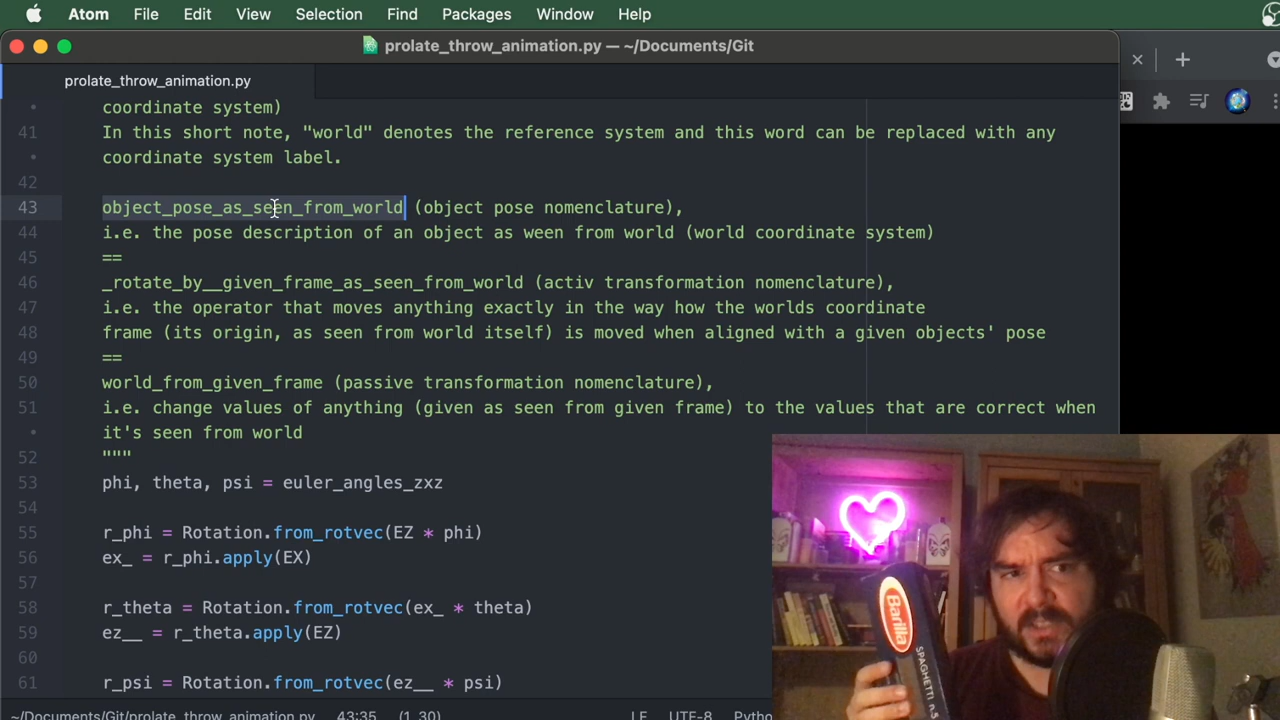 Atom File Edit View Selection Find Packages Window Help
prolate_throw_animation.py — ~/Documents/Git
prolate_throw_animation.py
• coordinate system)
41 In this short note, "world" denotes the reference system and this word can be replaced with any
• coordinate system label.
42
43 object_pose_as_seen_from_world (object pose nomenclature),
44 i.e. the pose description of an object as ween from world (world coordinate system)
45 ==
46 _rotate_by__given_frame_as_seen_from_world (activ transformation nomenclature),
47 i.e. the operator that moves anything exactly in the way how the worlds coordinate
48 frame (its origin, as seen from world itself) is moved when aligned with a given objects' pose
49 ==
50 world_from_given_frame (passive transformation nomenclature),
51 i.e. change values of anything (given as seen from given frame) to the values that are correct when
• it's seen from world
52 """
53 phi, theta, psi = euler_angles_zxz
54
55 r_phi = Rotation.from_rotvec(EZ * phi)
56 ex_ = r_phi.apply(EX)
57
58 r_theta = Rotation.from_rotvec(ex_ * theta)
59 ez__ = r_theta.apply(EZ)
60
61 r_psi = Rotation.from_rotvec(ez__ * psi)
~/Documents/Git/prolate_throw_animation.py 43:35 (1, 30) LF UTF-8 Python
Barilla
SPAGHETTI n.5